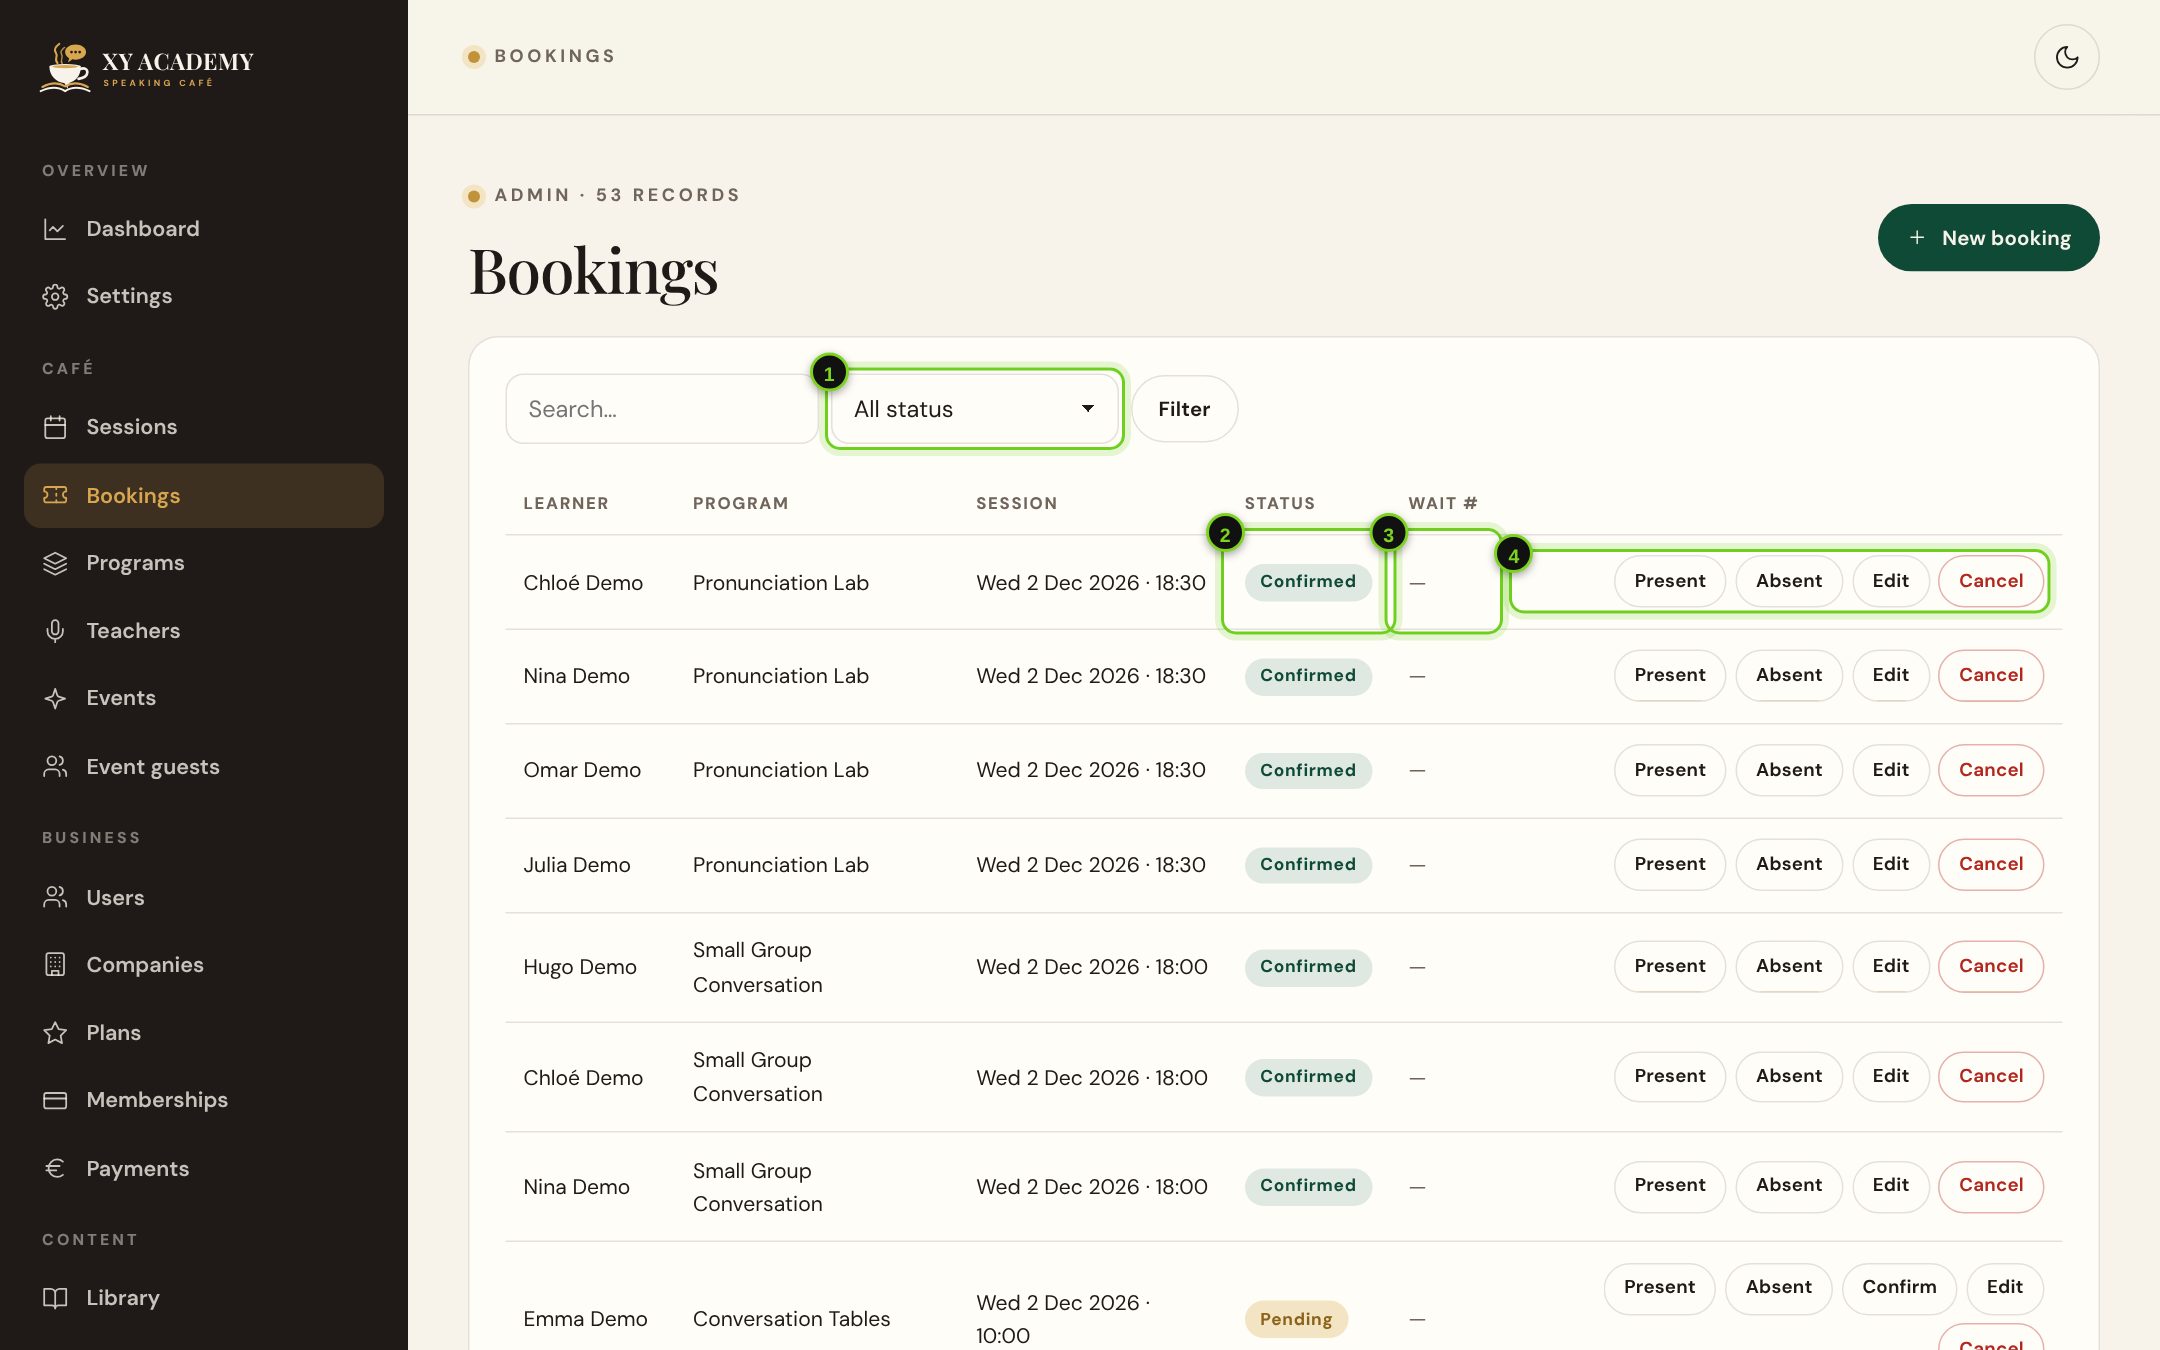 XY ACADEMY
SPEAKING CAFÉ
OVERVIEW
Dashboard
Settings
CAFÉ
Sessions
Bookings
Programs
Teachers
Events
Event guests
BUSINESS
Users
Companies
Plans
Memberships
Payments
CONTENT
Library
BOOKINGS
ADMIN · 53 RECORDS
Bookings
+ New booking
Search...
1
All status
Filter
LEARNER PROGRAM SESSION STATUS WAIT #
2 3 4
Chloé Demo Pronunciation Lab Wed 2 Dec 2026 · 18:30 Confirmed — Present Absent Edit Cancel
Nina Demo Pronunciation Lab Wed 2 Dec 2026 · 18:30 Confirmed — Present Absent Edit Cancel
Omar Demo Pronunciation Lab Wed 2 Dec 2026 · 18:30 Confirmed — Present Absent Edit Cancel
Julia Demo Pronunciation Lab Wed 2 Dec 2026 · 18:30 Confirmed — Present Absent Edit Cancel
Hugo Demo Small Group Conversation Wed 2 Dec 2026 · 18:00 Confirmed — Present Absent Edit Cancel
Chloé Demo Small Group Conversation Wed 2 Dec 2026 · 18:00 Confirmed — Present Absent Edit Cancel
Nina Demo Small Group Conversation Wed 2 Dec 2026 · 18:00 Confirmed — Present Absent Edit Cancel
Emma Demo Conversation Tables Wed 2 Dec 2026 · 10:00 Pending — Present Absent Confirm Edit
Cancel